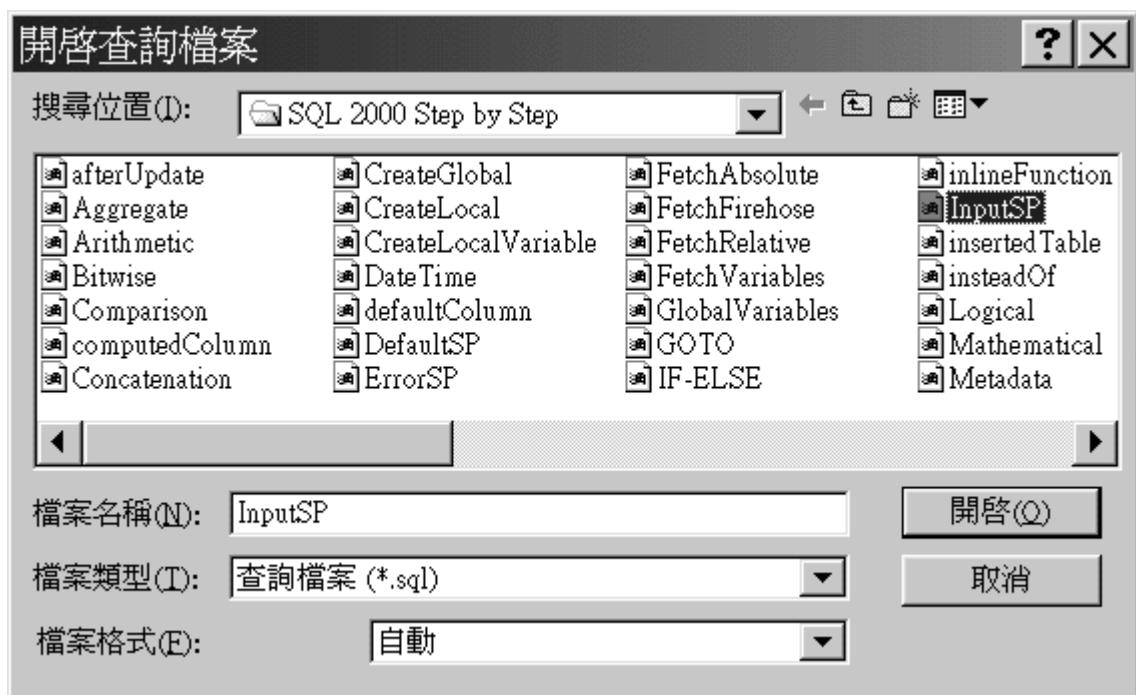 開啓查詢檔案
搜尋位置(I): SQL 2000 Step by Step
afterUpdate CreateGlobal FetchAbsolute inlineFunction
Aggregate CreateLocal FetchFirehose InputSP
Arithmetic CreateLocalVariable FetchRelative insertedTable
Bitwise DateTime FetchVariables insteadOf
Comparison defaultColumn GlobalVariables Logical
computedColumn DefaultSP GOTO Mathematical
Concatenation ErrorSP IF-ELSE Metadata
檔案名稱(N): InputSP 開啓(O)
檔案類型(T): 查詢檔案 (*.sql) 取消
檔案格式(F): 自動